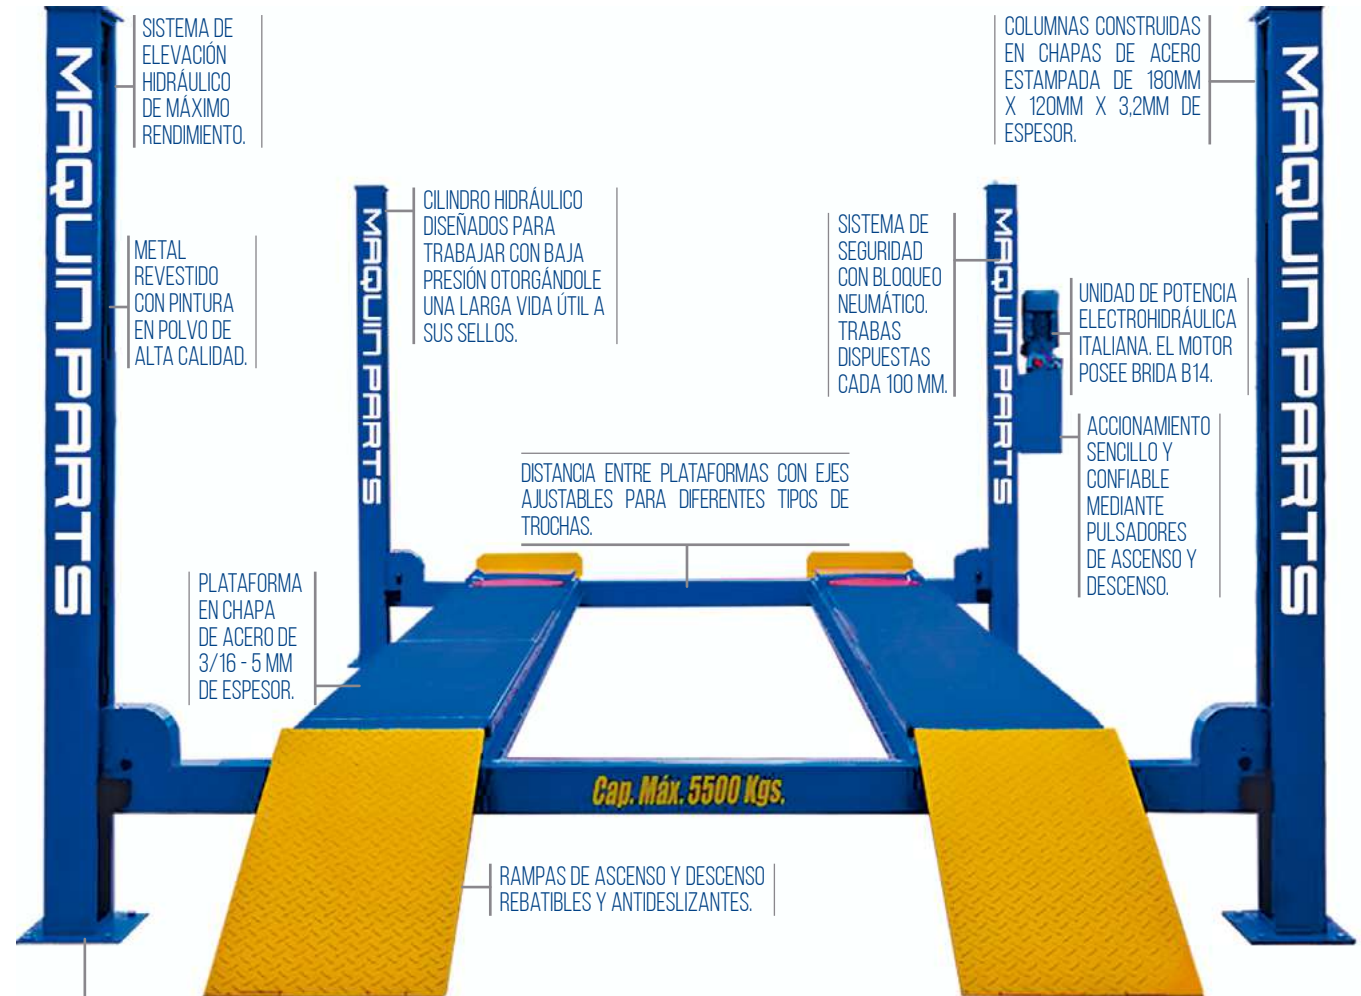 MAQUIN PARTS
SISTEMA DE
ELEVACIÓN
HIDRÁULICO
DE MÁXIMO
RENDIMIENTO.
COLUMNAS CONSTRUIDAS
EN CHAPAS DE ACERO
ESTAMPADA DE 180MM
X 120MM X 3,2MM DE
ESPESOR.
MAQUIN PARTS
MAQUIN PARTS
CILINDRO HIDRÁULICO
DISEÑADOS PARA
TRABAJAR CON BAJA
PRESIÓN OTORGÁNDOLE
UNA LARGA VIDA ÚTIL A
SUS SELLOS.
SISTEMA DE
SEGURIDAD
CON BLOQUEO
NEUMÁTICO.
TRABAS
DISPUESTAS
CADA 100 MM.
MAQUIN PARTS
METAL
REVESTIDO
CON PINTURA
EN POLVO DE
ALTA CALIDAD.
UNIDAD DE POTENCIA
ELECTROHIDRÁULICA
ITALIANA. EL MOTOR
POSEE BRIDA B14.
ACCIONAMIENTO
SENCILLO Y
CONFIABLE
MEDIANTE
PULSADORES
DE ASCENSO Y
DESCENSO.
DISTANCIA ENTRE PLATAFORMAS CON EJES
AJUSTABLES PARA DIFERENTES TIPOS DE
TROCHAS.
PLATAFORMA
EN CHAPA
DE ACERO DE
3/16 - 5 MM
DE ESPESOR.
Cap. Máx. 5500 Kgs.
RAMPAS DE ASCENSO Y DESCENSO
REBATIBLES Y ANTIDESLIZANTES.